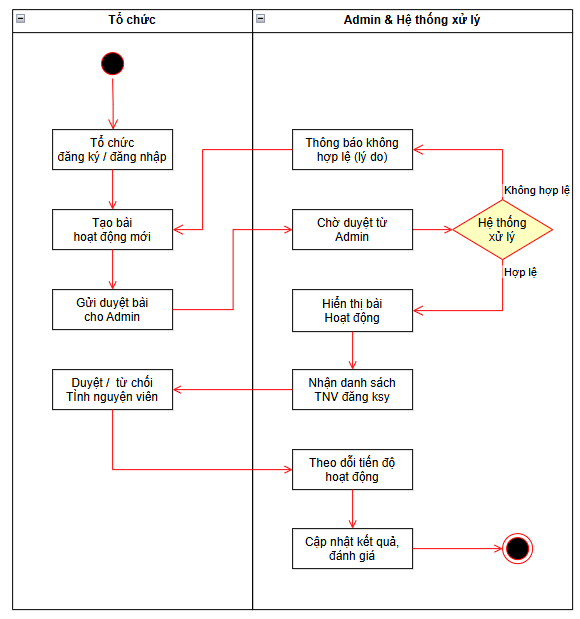 Tổ chức
Admin & Hệ thống xử lý
Tổ chức
đăng ký / đăng nhập
Thông báo không
hợp lệ (lý do)
Không hợp lệ
Tạo bài
hoạt động mới
Chờ duyệt từ
Admin
Hệ thống
xử lý
Hợp lệ
Gửi duyệt bài
cho Admin
Hiển thị bài
Hoạt động
Duyệt / từ chối
Tình nguyện viên
Nhận danh sách
TNV đăng ksy
Theo dõi tiến độ
hoạt động
Cập nhật kết quả,
đánh giá